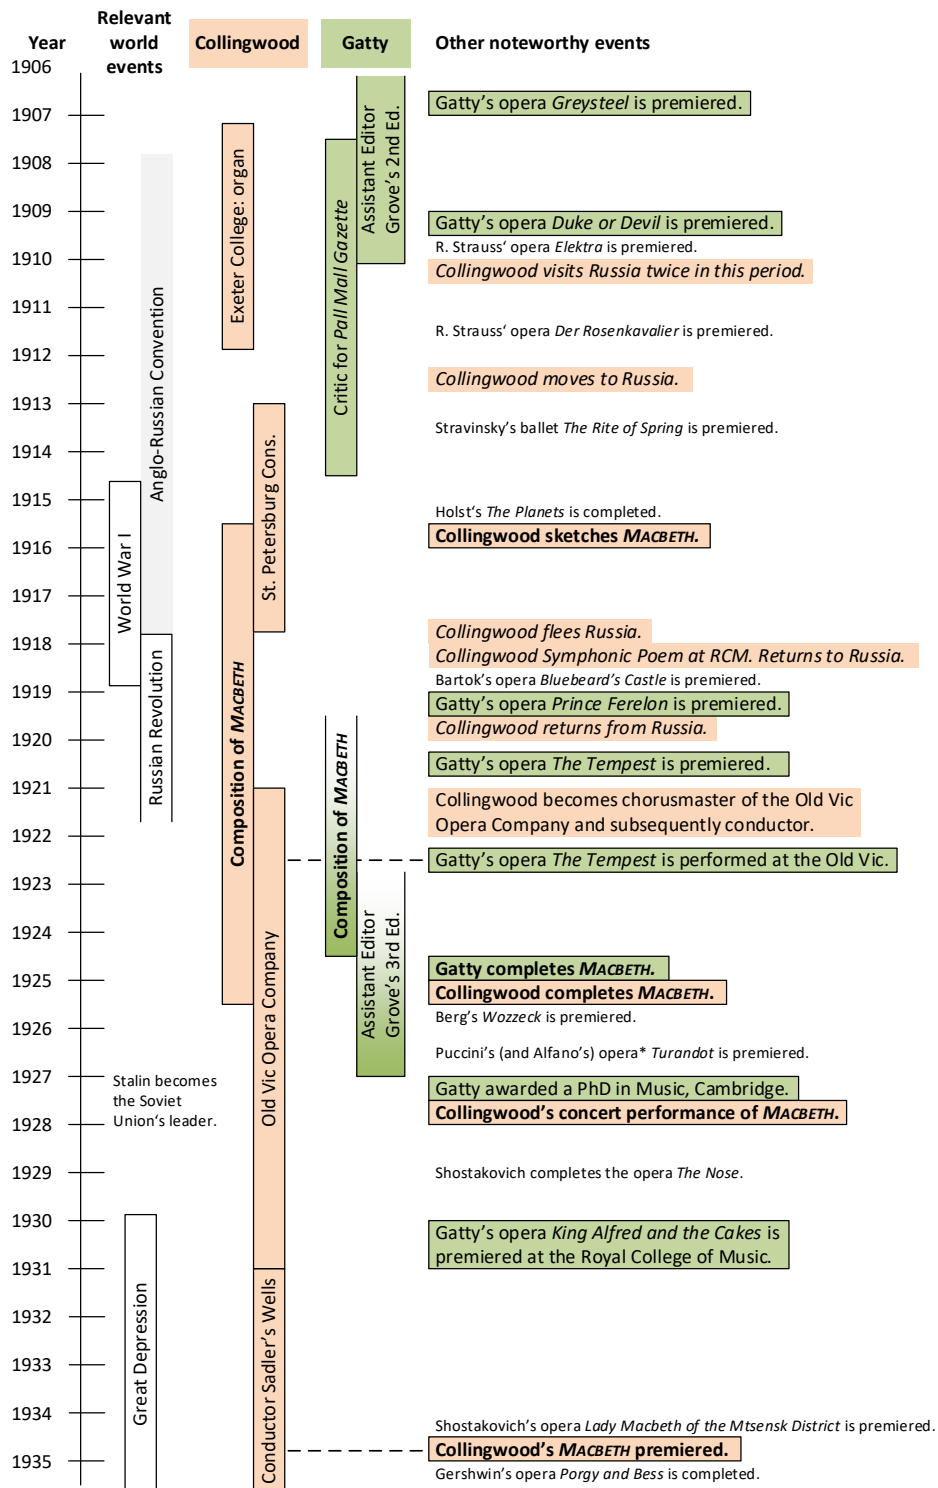 Relevant
world
events
Year
Collingwood
Gatty
Other noteworthy events
1906
1907
1908
1909
1910
1911
1912
1913
1914
1915
1916
1917
1918
1919
1920
1921
1922
1923
1924
1925
1926
1927
1928
1929
1930
1931
1932
1933
1934
1935
World War I
Anglo-Russian Convention
Russian Revolution
Stalin becomes
the Soviet
Union‘s leader.
Great Depression
Exeter College: organ
St. Petersburg Cons.
Composition of MACBETH
Old Vic Opera Company
Conductor Sadler’s Wells
Critic for Pall Mall Gazette
Assistant Editor
Grove’s 2nd Ed.
Composition of MACBETH
Assistant Editor
Grove’s 3rd Ed.
Gatty’s opera Greysteel is premiered.
Gatty’s opera Duke or Devil is premiered.
R. Strauss‘ opera Elektra is premiered.
Collingwood visits Russia twice in this period.
R. Strauss‘ opera Der Rosenkavalier is premiered.
Collingwood moves to Russia.
Stravinsky’s ballet The Rite of Spring is premiered.
Holst‘s The Planets is completed.
Collingwood sketches MACBETH.
Collingwood flees Russia.
Collingwood Symphonic Poem at RCM. Returns to Russia.
Bartok’s opera Bluebeard’s Castle is premiered.
Gatty’s opera Prince Ferelon is premiered.
Collingwood returns from Russia.
Gatty’s opera The Tempest is premiered.
Collingwood becomes chorusmaster of the Old Vic
Opera Company and subsequently conductor.
Gatty’s opera The Tempest is performed at the Old Vic.
Gatty completes MACBETH.
Collingwood completes MACBETH.
Berg’s Wozzeck is premiered.
Puccini’s (and Alfano’s) opera* Turandot is premiered.
Gatty awarded a PhD in Music, Cambridge.
Collingwood’s concert performance of MACBETH.
Shostakovich completes the opera The Nose.
Gatty’s opera King Alfred and the Cakes is
premiered at the Royal College of Music.
Shostakovich’s opera Lady Macbeth of the Mtsensk District is premiered.
Collingwood’s MACBETH premiered.
Gershwin’s opera Porgy and Bess is completed.